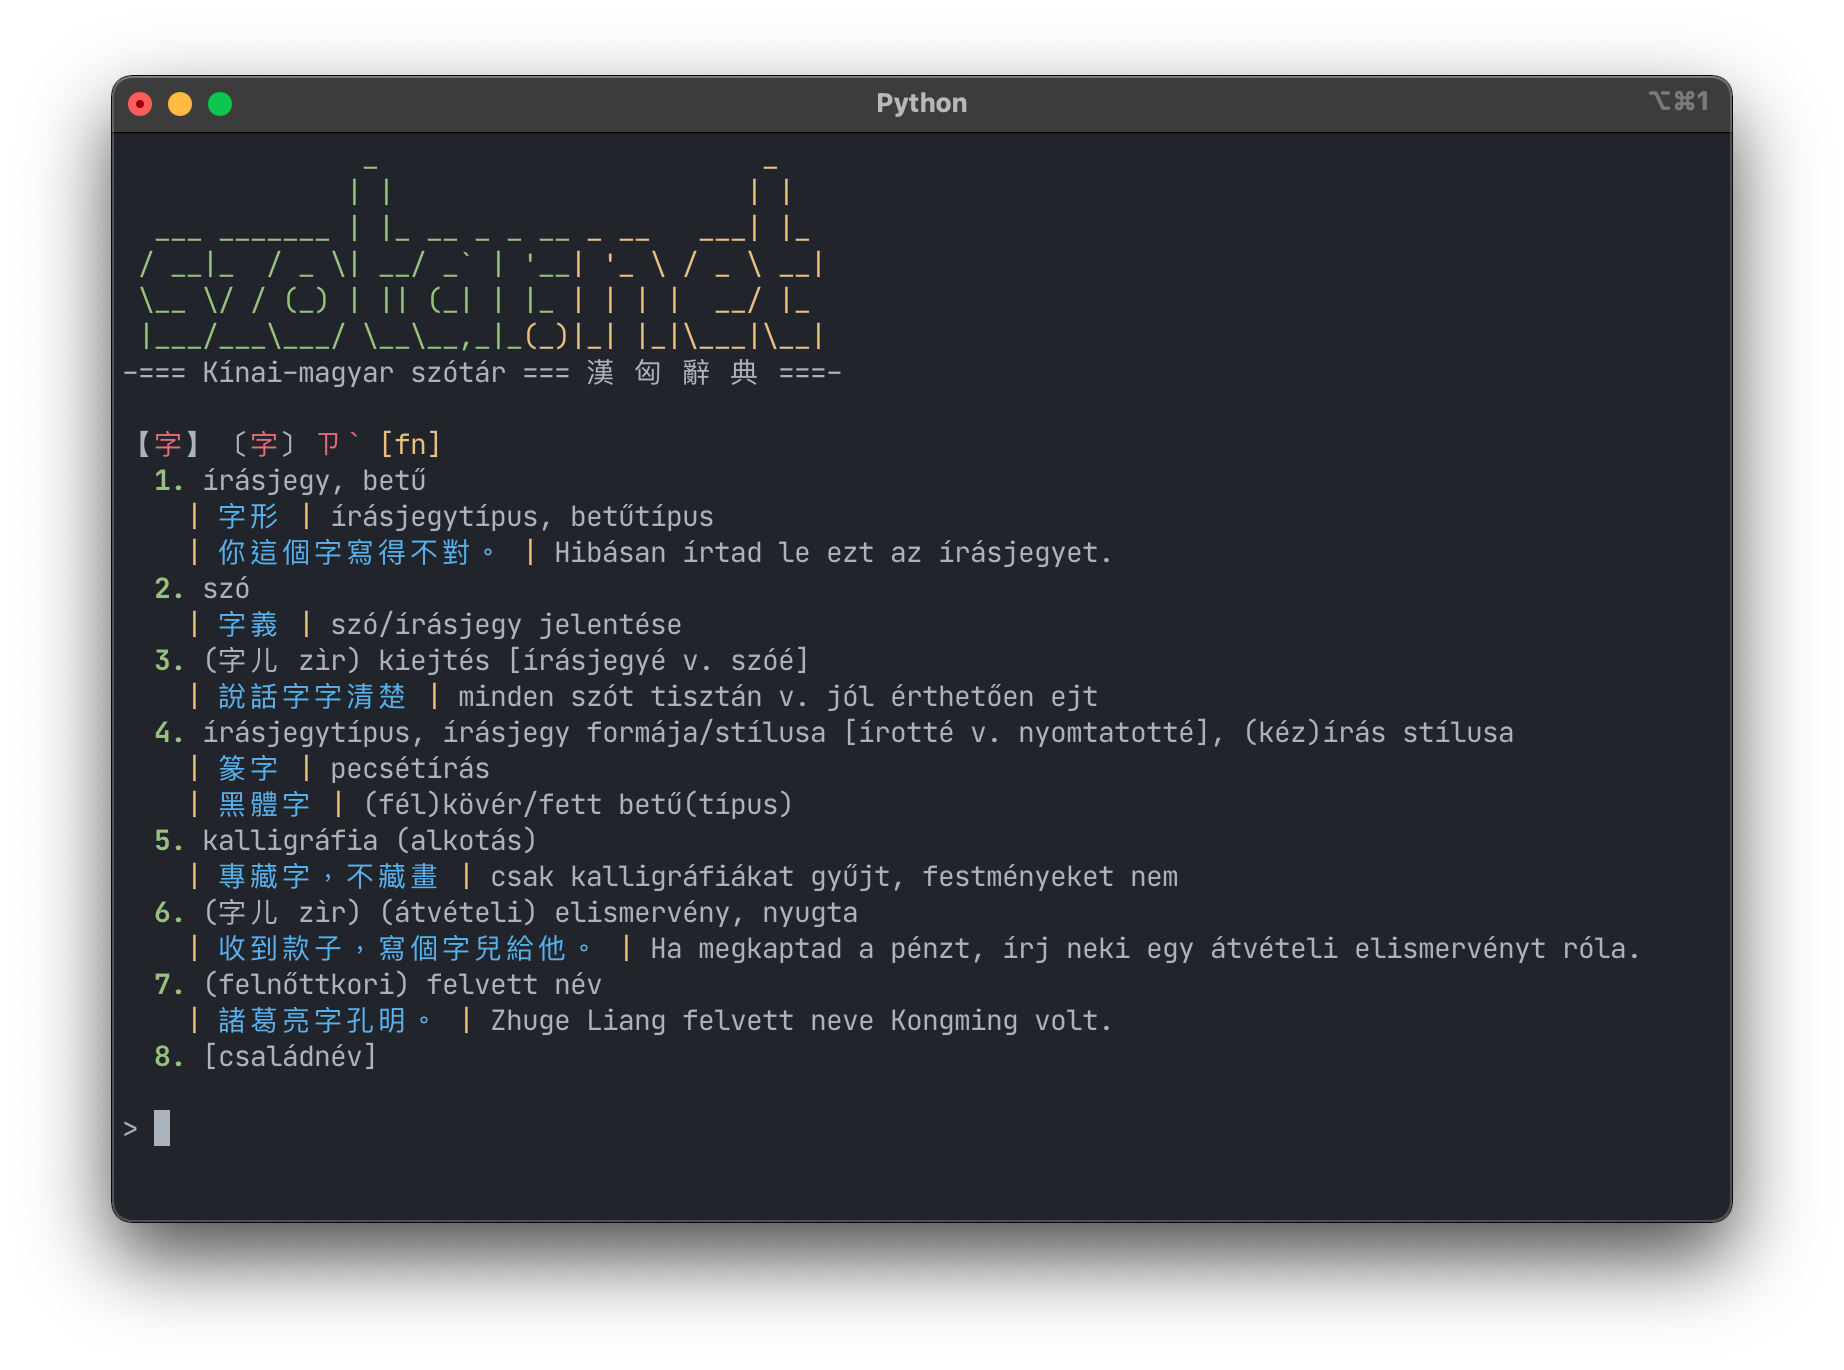 Python
⌥⌘1
szotar.net
-=== Kínai-magyar szótár === 漢 匈 辭 典 ===-
【字】〔字〕ㄗˋ [fn]
1. írásjegy, betű
| 字形 | írásjegytípus, betűtípus
| 你這個字寫得不對。 | Hibásan írtad le ezt az írásjegyet.
2. szó
| 字義 | szó/írásjegy jelentése
3. (字儿 zìr) kiejtés [írásjegyé v. szóé]
| 說話字字清楚 | minden szót tisztán v. jól érthetően ejt
4. írásjegytípus, írásjegy formája/stílusa [írotté v. nyomtatotté], (kéz)írás stílusa
| 篆字 | pecsétírás
| 黑體字 | (fél)kövér/fett betű(típus)
5. kalligráfia (alkotás)
| 專藏字，不藏畫 | csak kalligráfiákat gyűjt, festményeket nem
6. (字儿 zìr) (átvételi) elismervény, nyugta
| 收到款子，寫個字兒給他。 | Ha megkaptad a pénzt, írj neki egy átvételi elismervényt róla.
7. (felnőttkori) felvett név
| 諸葛亮字孔明。 | Zhuge Liang felvett neve Kongming volt.
8. [családnév]
>